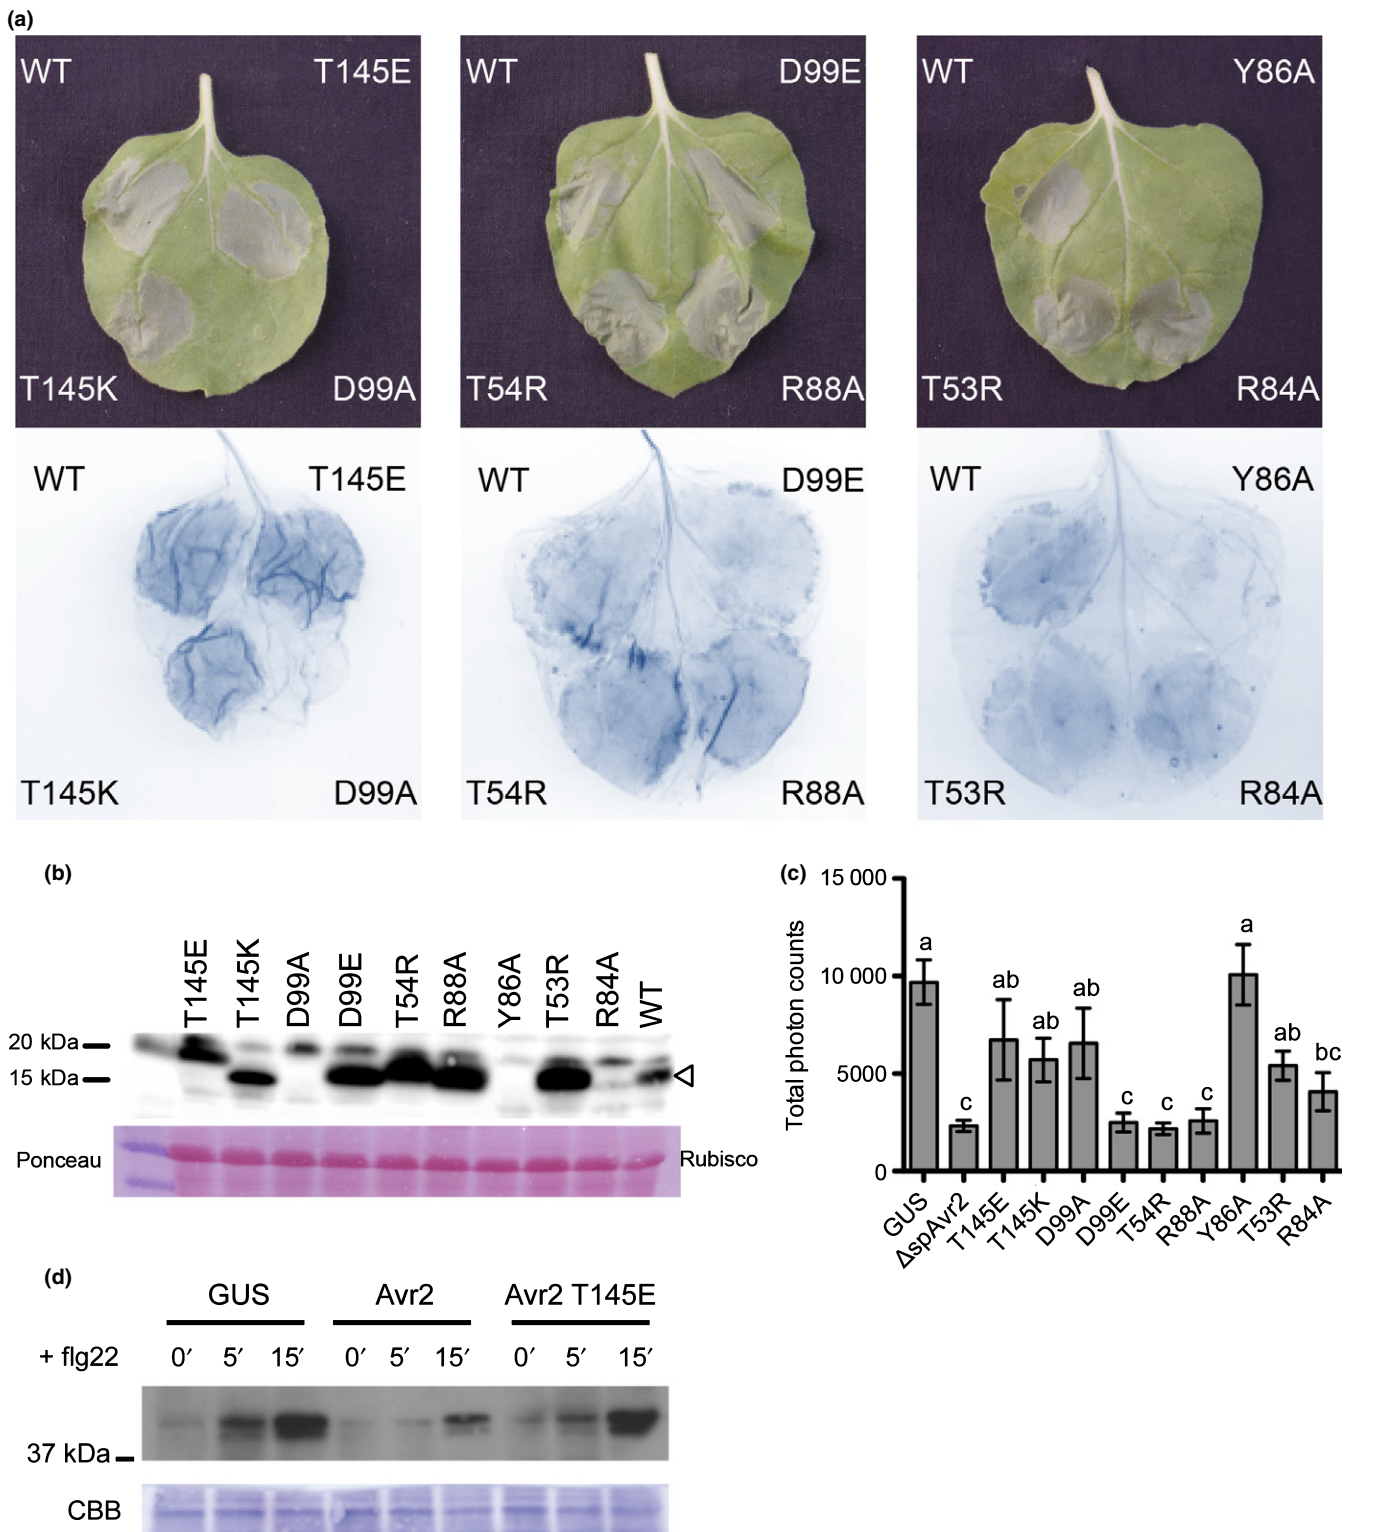 (a)
WT T145E
T145K D99A
WT D99E
T54R R88A
WT Y86A
T53R R84A
WT T145E
T145K D99A
WT D99E
T54R R88A
WT Y86A
T53R R84A
(b)
T145E T145K D99A D99E T54R R88A Y86A T53R R84A WT
20 kDa
15 kDa
Ponceau Rubisco
(c)
Total photon counts
15 000
10 000
5000
0
a c ab ab ab c c c a ab bc
GUS ΔspAvr2 T145E T145K D99A D99E T54R R88A Y86A T53R R84A
(d)
GUS Avr2 Avr2 T145E
+ flg22 0′ 5′ 15′ 0′ 5′ 15′ 0′ 5′ 15′
37 kDa
CBB